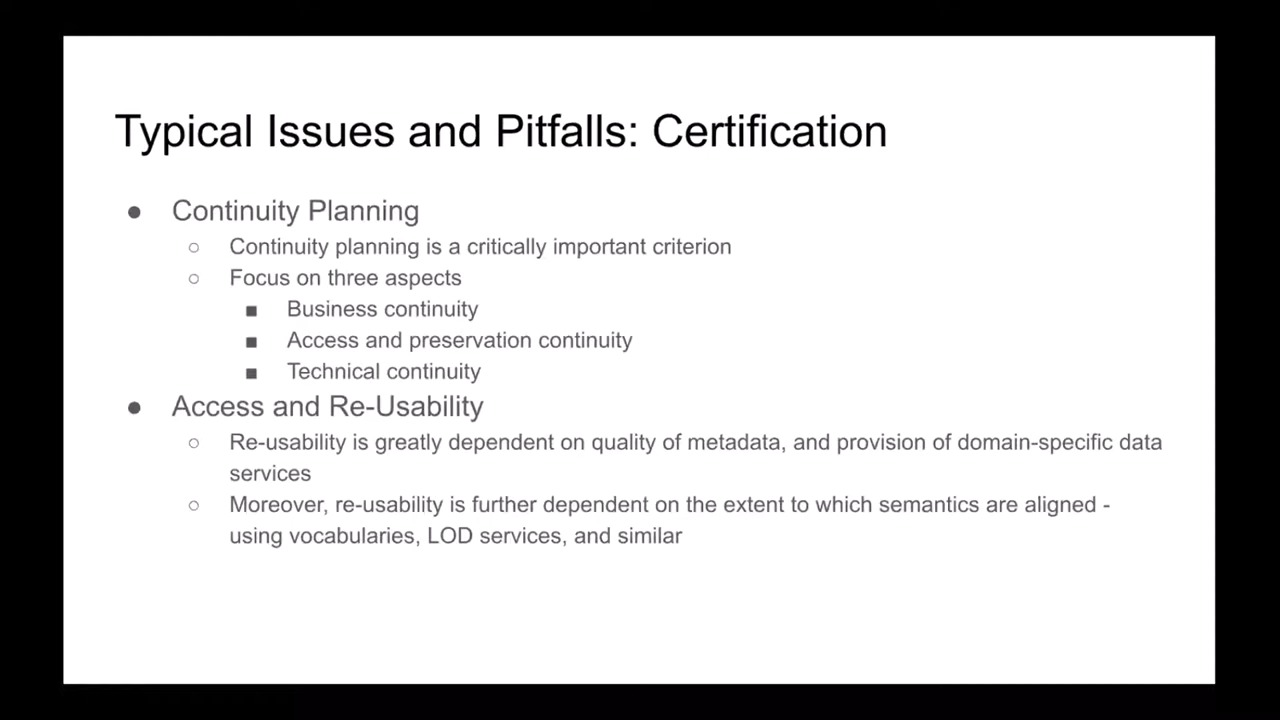 Typical Issues and Pitfalls: Certification
● Continuity Planning
○ Continuity planning is a critically important criterion
○ Focus on three aspects
■ Business continuity
■ Access and preservation continuity
■ Technical continuity
● Access and Re-Usability
○ Re-usability is greatly dependent on quality of metadata, and provision of domain-specific data
services
○ Moreover, re-usability is further dependent on the extent to which semantics are aligned -
using vocabularies, LOD services, and similar